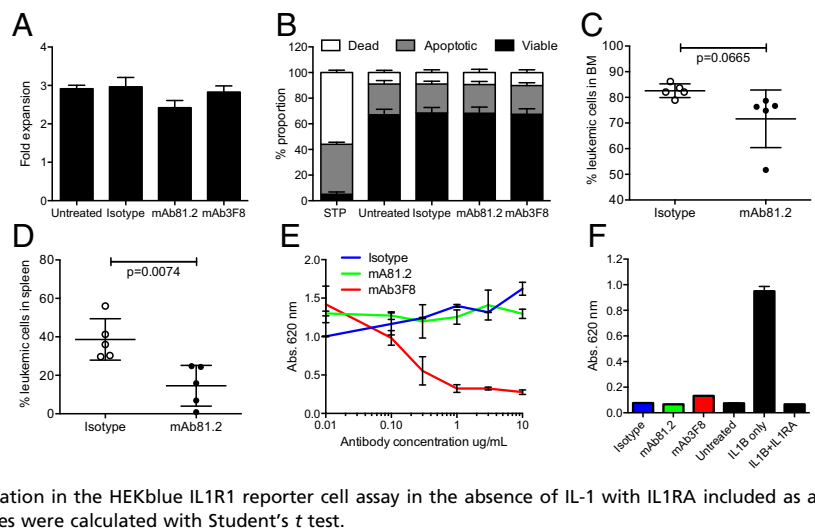 A
Fold expansion
4
3
2
1
0
Untreated Isotype mAb81.2 mAb3F8
B
Dead Apoptotic Viable
% proportion
120
100
80
60
40
20
0
STP Untreated Isotype mAb81.2 mAb3F8
C
p=0.0665
% leukemic cells in BM
100
90
80
70
60
50
40
Isotype mAb81.2
D
p=0.0074
% leukemic cells in spleen
80
60
40
20
0
Isotype mAb81.2
E
Isotype
mA81.2
mAb3F8
Abs. 620 nm
2.0
1.5
1.0
0.5
0.0
0.01 0.10 1 10
Antibody concentration ug/mL
F
Abs. 620 nm
1.2
1.0
0.8
0.6
0.4
0.2
0.0
Isotype
mAb81.2
mAb3F8
Untreated
IL1B only
IL1B+IL1RA
ation in the HEKblue IL1R1 reporter cell assay in the absence of IL-1 with IL1RA included as a
es were calculated with Student's t test.